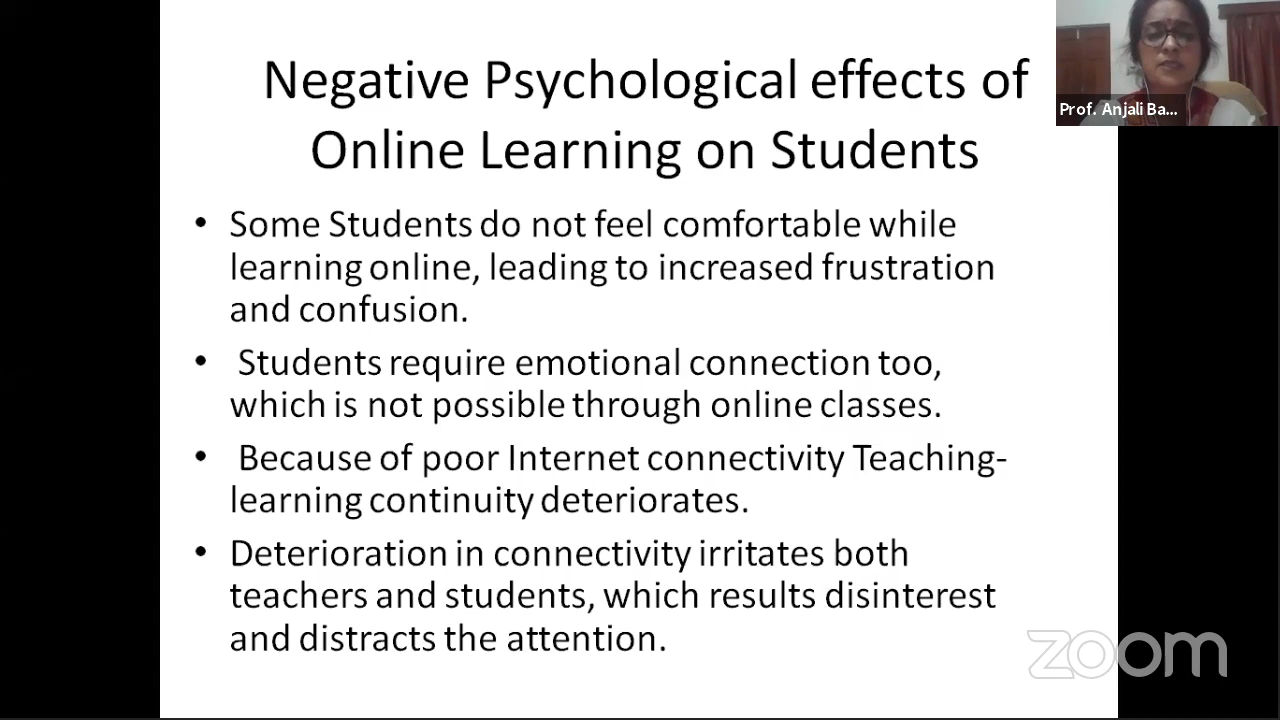 Negative Psychological effects of
Online Learning on Students
• Some Students do not feel comfortable while
learning online, leading to increased frustration
and confusion.
• Students require emotional connection too,
which is not possible through online classes.
• Because of poor Internet connectivity Teaching-
learning continuity deteriorates.
• Deterioration in connectivity irritates both
teachers and students, which results disinterest
and distracts the attention.
Prof. Anjali Ba...
zoom